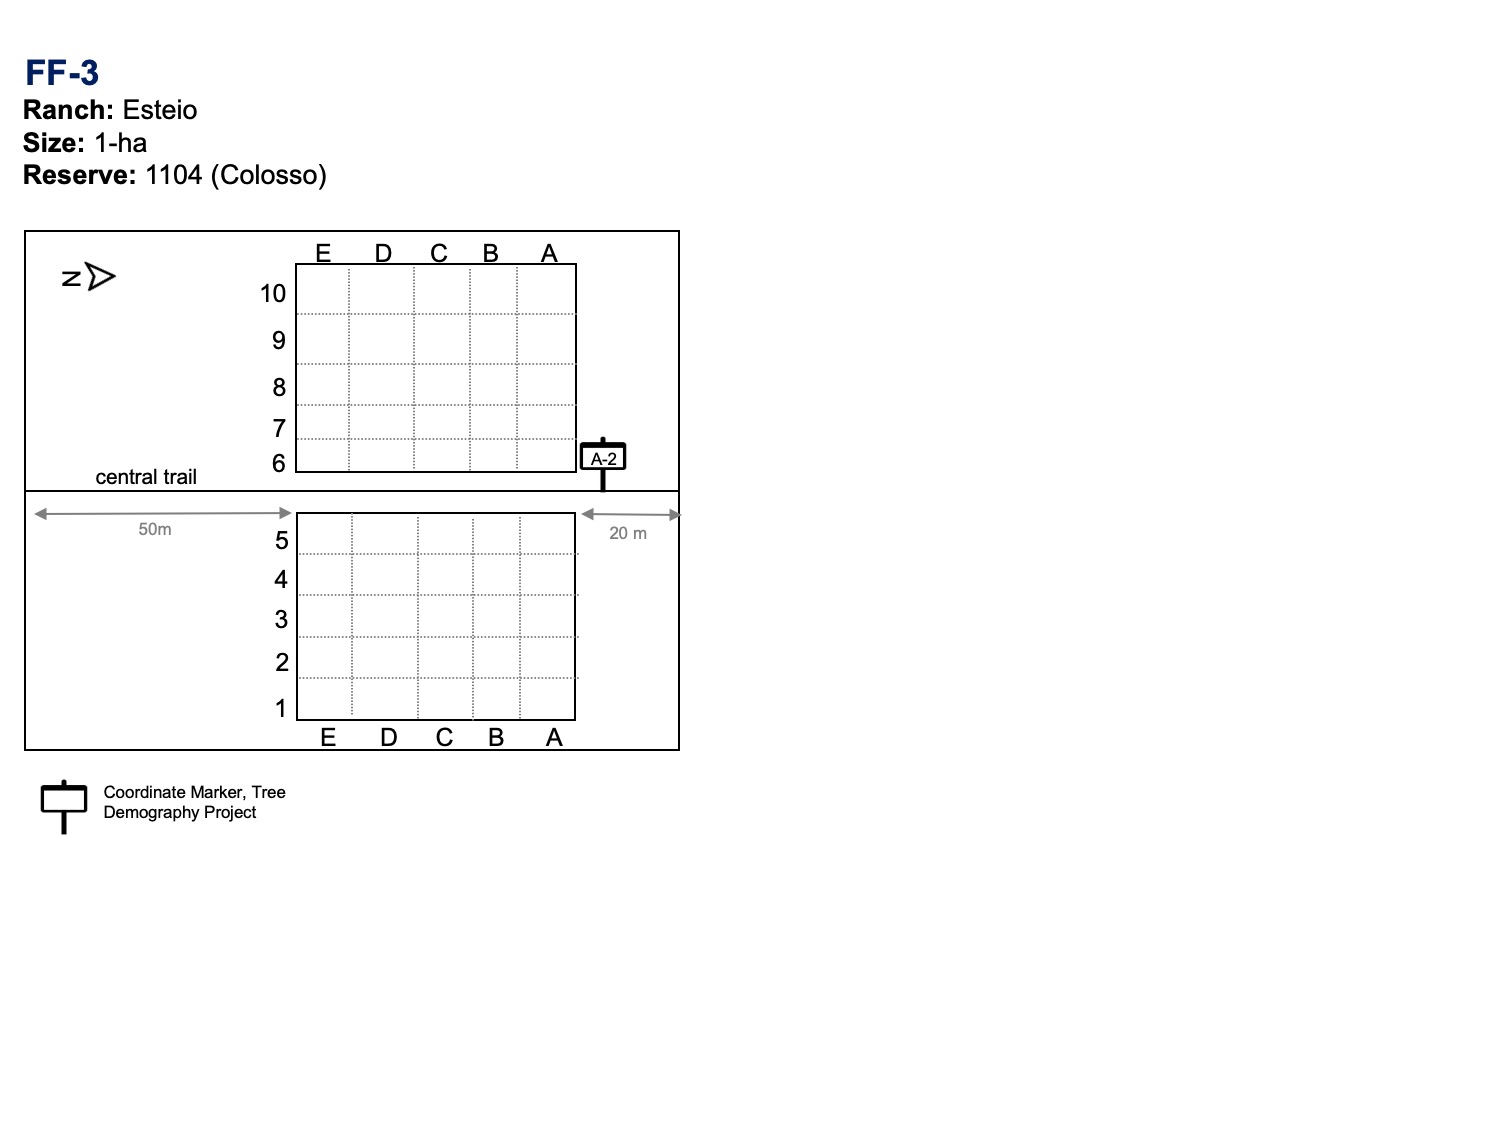 FF-3
Ranch: Esteio
Size: 1-ha
Reserve: 1104 (Colosso)
E D C B A
N
10
9
8
7
6
A-2
central trail
50m
20 m
5
4
3
2
1
E D C B A
Coordinate Marker, Tree
Demography Project